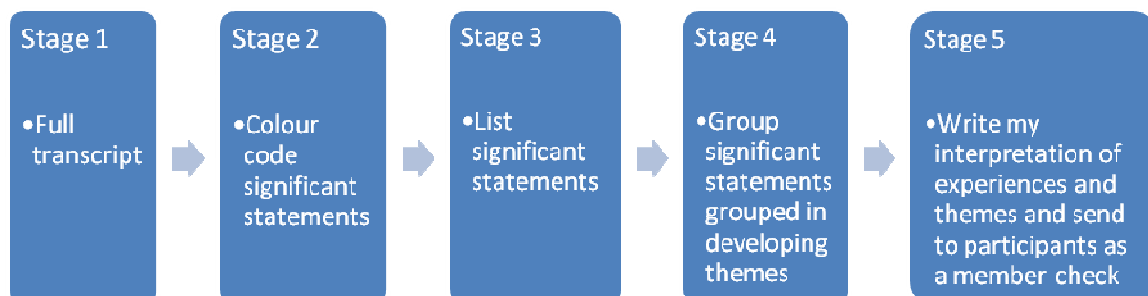 Stage 1
•Full
transcript
Stage 2
•Colour
code
significant
statements
Stage 3
•List
significant
statements
Stage 4
•Group
significant
statements
grouped in
developing
themes
Stage 5
•Write my
interpretation of
experiences and
themes and send
to participants as
a member check